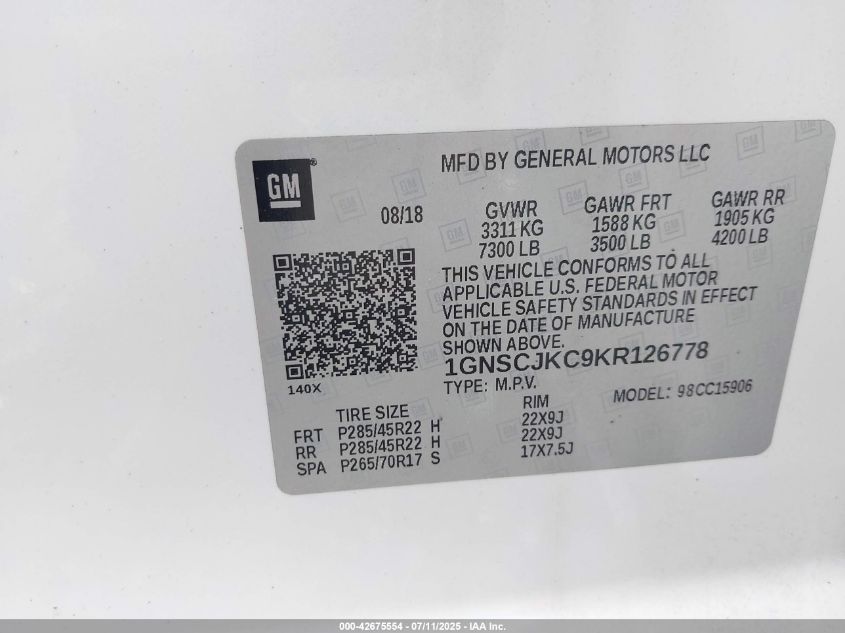 MFD BY GENERAL MOTORS LLC
GM®
08/18
GVWR
3311 KG
7300 LB
GAWR FRT
1588 KG
3500 LB
GAWR RR
1905 KG
4200 LB
THIS VEHICLE CONFORMS TO ALL
APPLICABLE U.S. FEDERAL MOTOR
VEHICLE SAFETY STANDARDS IN EFFECT
ON THE DATE OF MANUFACTURE
SHOWN ABOVE.
1GNSCJKC9KR126778
TYPE: M.P.V.
MODEL: 98CC15906
140X
TIRE SIZE RIM
FRT P285/45R22 H 22X9J
RR P285/45R22 H 22X9J
SPA P265/70R17 S 17X7.5J
000-42675554 - 07/11/2025 - IAA Inc.